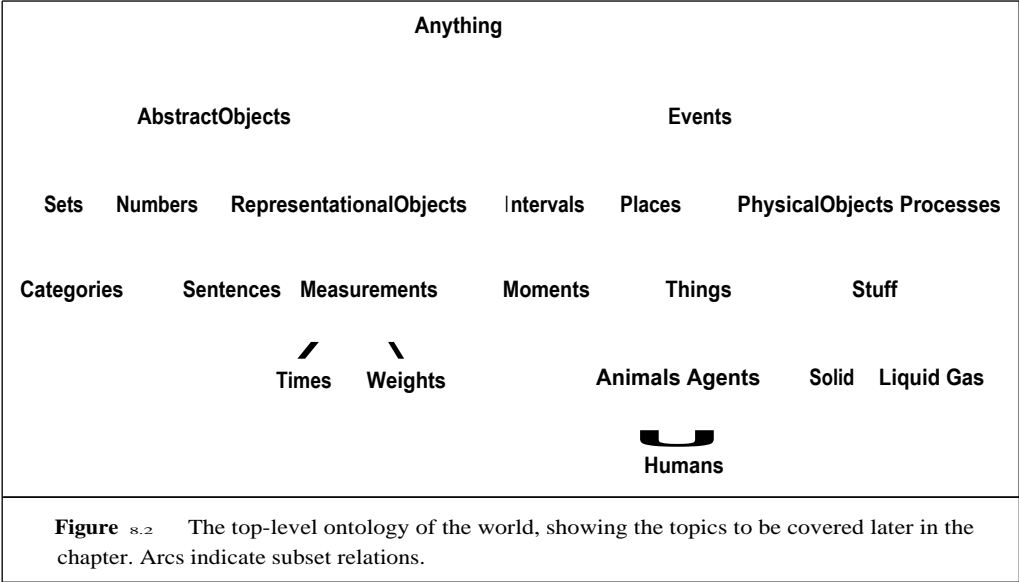 Anything
AbstractObjects Events
Sets Numbers RepresentationalObjects Intervals Places PhysicalObjects Processes
Categories Sentences Measurements Moments Things Stuff
Times Weights Animals Agents Solid Liquid Gas
Humans
Figure 8.2 The top-level ontology of the world, showing the topics to be covered later in the
chapter. Arcs indicate subset relations.